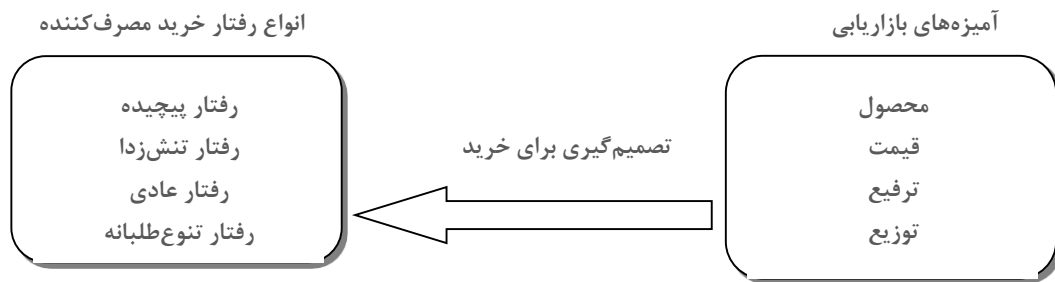 آمیزه‌های بازاریابی
محصول
قیمت
ترفیع
توزیع
تصمیم‌گیری برای خرید
انواع رفتار خرید مصرف‌کننده
رفتار پیچیده
رفتار تنش‌زدا
رفتار عادی
رفتار تنوع‌طلبانه